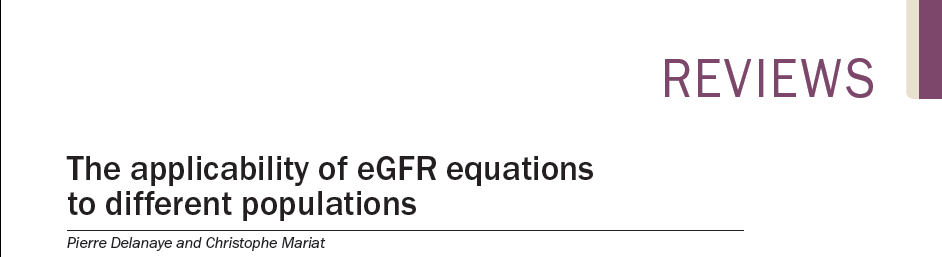 REVIEWS
The applicability of eGFR equations
to different populations
Pierre Delanaye and Christophe Mariat